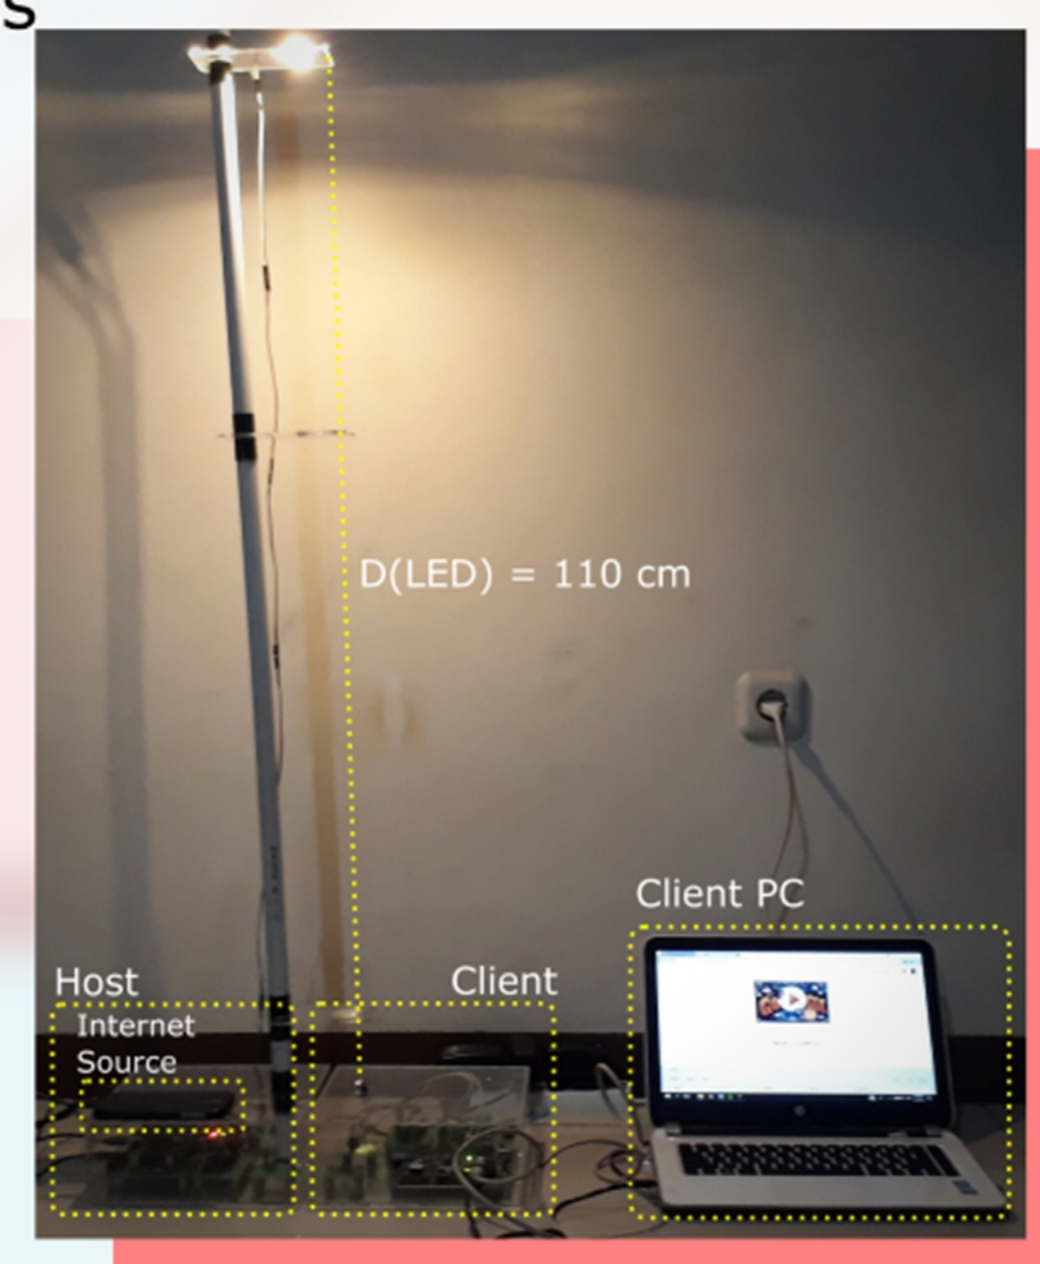 s
D(LED) = 110 cm
Client PC
Host
Client
Internet
Source